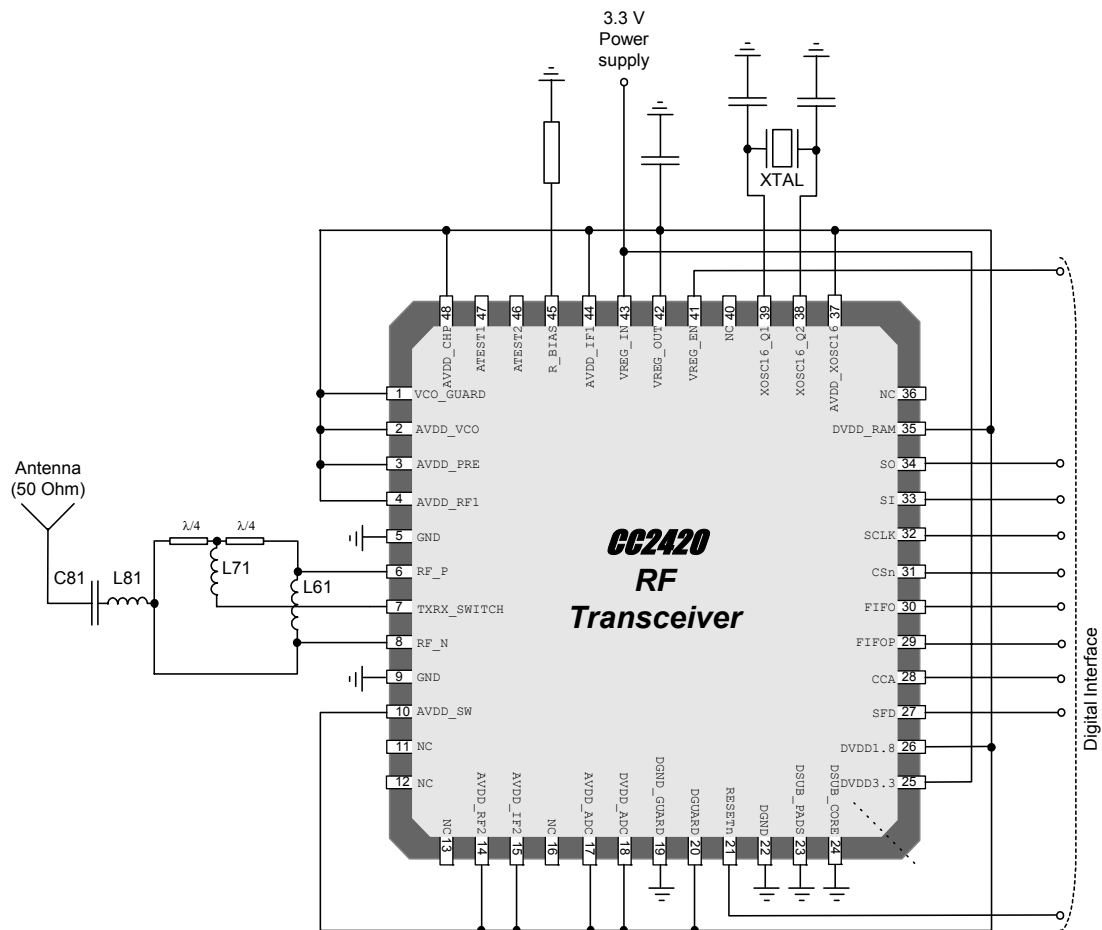 3.3 V
Power
supply
XTAL
48 AVDD_CHP
47 ATEST1
46 ATEST2
45 R_BIAS
44 AVDD_IF1
43 VREG_IN
42 VREG_OUT
41 VREG_EN
40 NC
39 XOSC16_Q1
38 XOSC16_Q2
37 AVDD_XOSC16
1 VCO_GUARD
2 AVDD_VCO
3 AVDD_PRE
4 AVDD_RF1
5 GND
6 RF_P
7 TXRX_SWITCH
8 RF_N
9 GND
10 AVDD_SW
11 NC
12 NC
Antenna
(50 Ohm)
λ/4 λ/4
C81 L81
L71
L61
CC2420
RF
Transceiver
NC 36
DVDD_RAM 35
SO 34
SI 33
SCLK 32
CSn 31
FIFO 30
FIFOP 29
CCA 28
SFD 27
DVDD1.8 26
DVDD3.3 25
Digital Interface
NC 13
AVDD_RF2 14
AVDD_IF2 15
NC 16
AVDD_ADC 17
DVDD_ADC 18
DGND_GUARD 19
DGUARD 20
RESETn 21
DGND 22
DSUB_PADS 23
DSUB_CORE 24